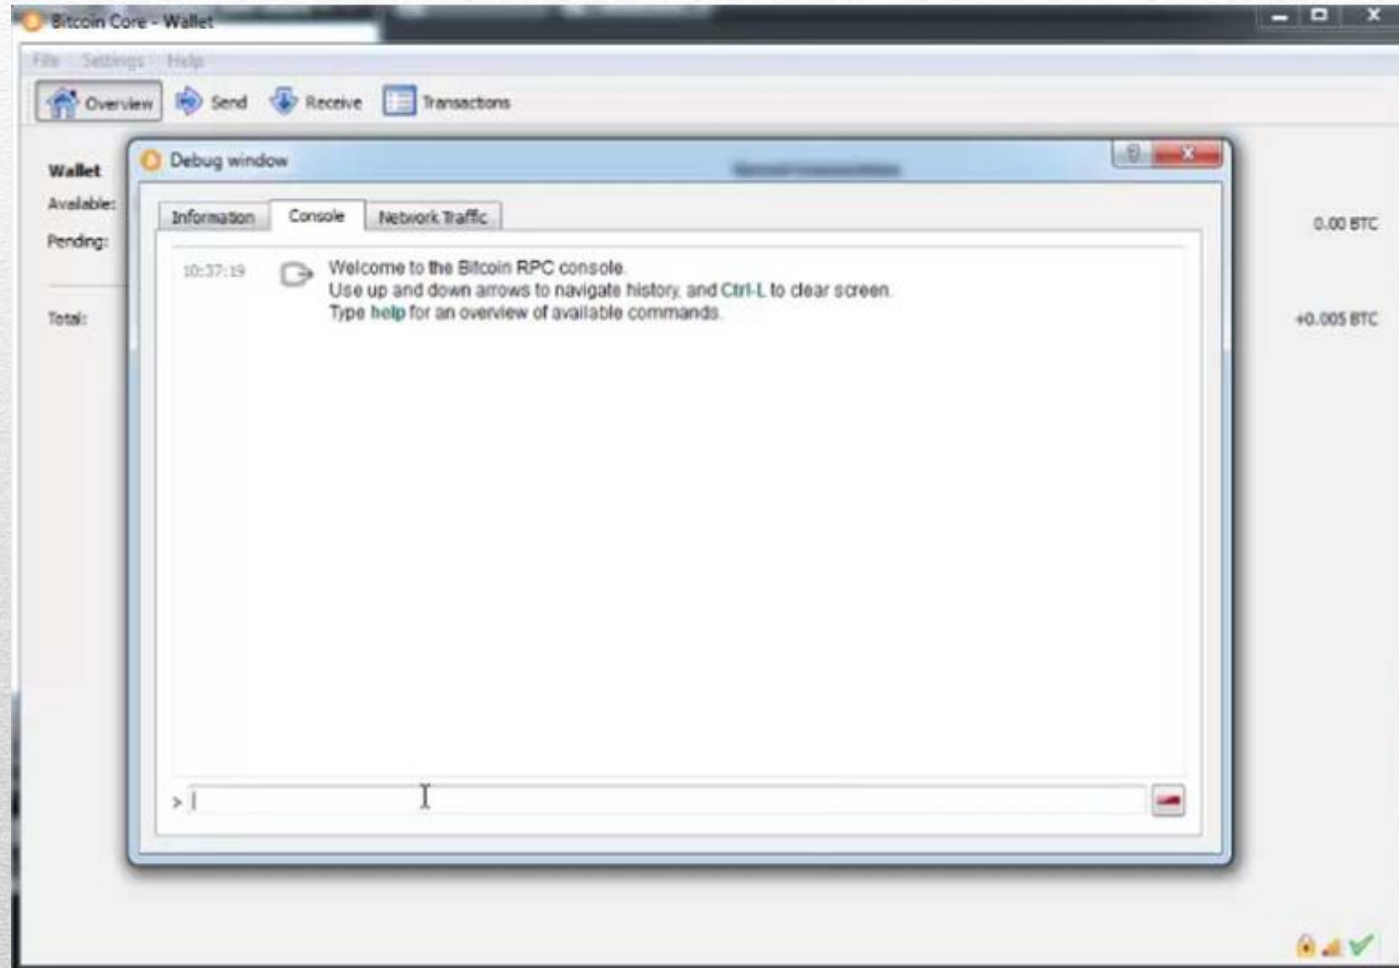 Bitcoin Core - Wallet
File Settings Help
Overview Send Receive Transactions
Debug window
Wallet
Available:
Information Console Network Traffic
0.00 BTC
Pending:
10:37:19 Welcome to the Bitcoin RPC console.
Use up and down arrows to navigate history, and Ctrl-L to clear screen.
Type help for an overview of available commands.
Total:
+0.005 BTC
>